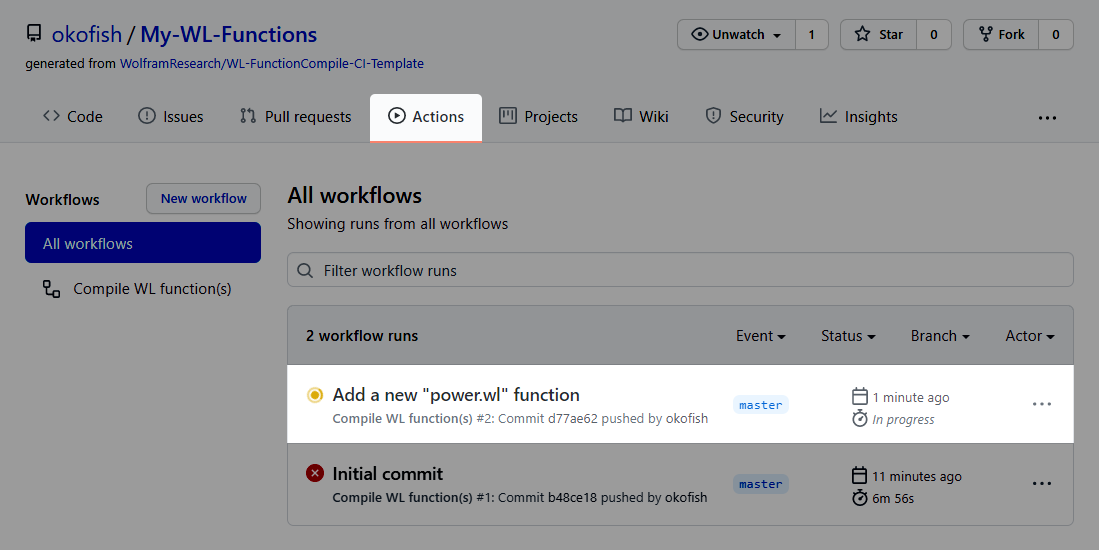 okofish / My-WL-Functions
Unwatch 1 Star 0 Fork 0
generated from WolframResearch/WL-FunctionCompile-CI-Template
Code Issues Pull requests Actions Projects Wiki Security Insights ...
Workflows
New workflow
All workflows
Compile WL function(s)
All workflows
Showing runs from all workflows
Filter workflow runs
2 workflow runs Event Status Branch Actor
Add a new "power.wl" function
Compile WL function(s) #2: Commit d77ae62 pushed by okofish
master
1 minute ago
In progress
...
Initial commit
Compile WL function(s) #1: Commit b48ce18 pushed by okofish
master
11 minutes ago
6m 56s
...